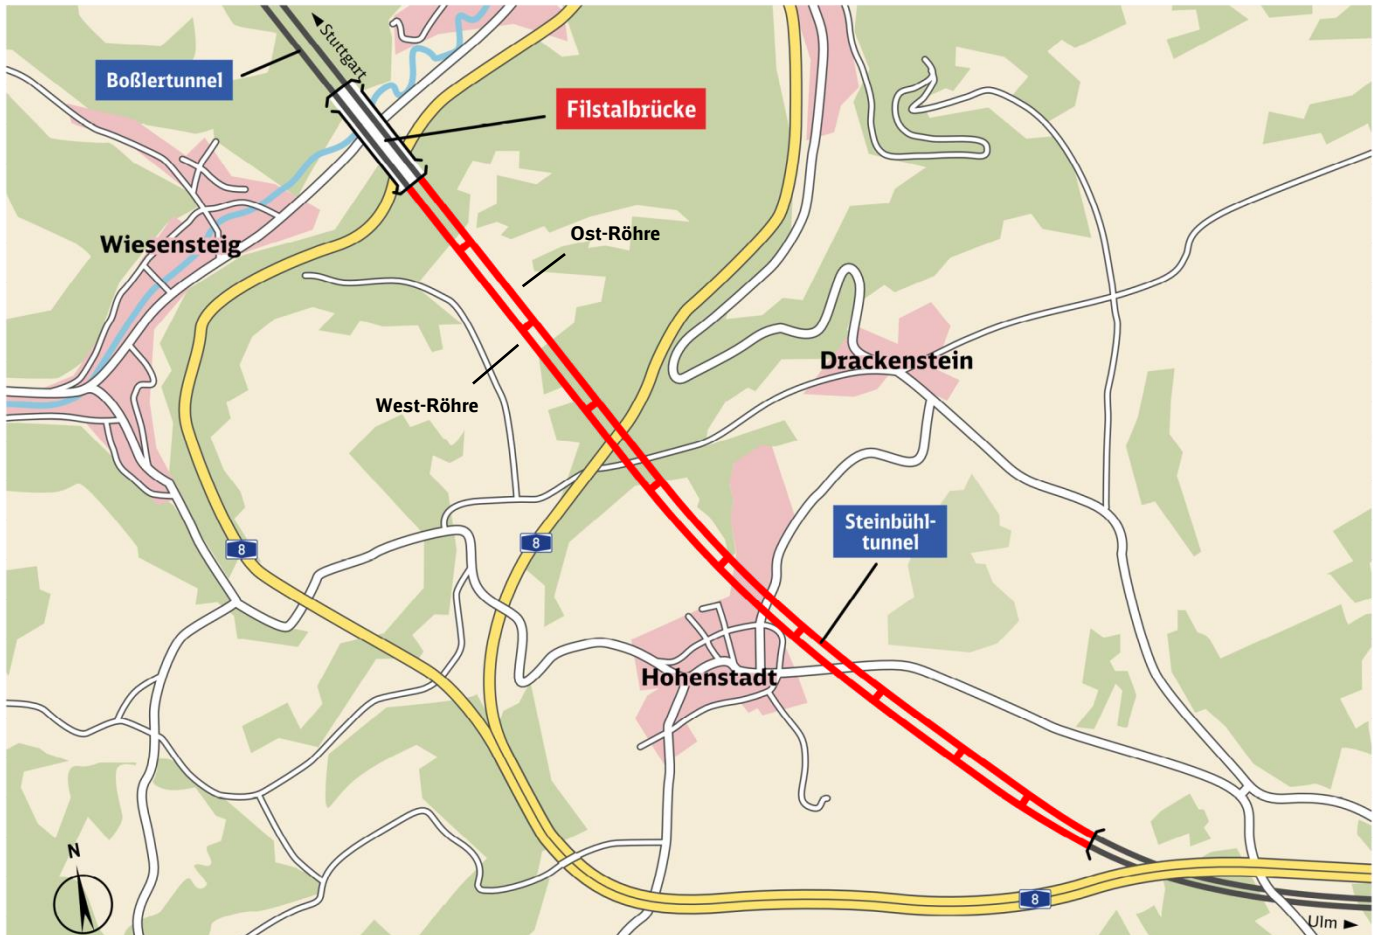 Stuttgart
Boßlertunnel
Filstalbrücke
Ost-Röhre
Wiesensteig
Drackenstein
West-Röhre
Steinbühl-
tunnel
8
8
Hohenstadt
N
8
Ulm